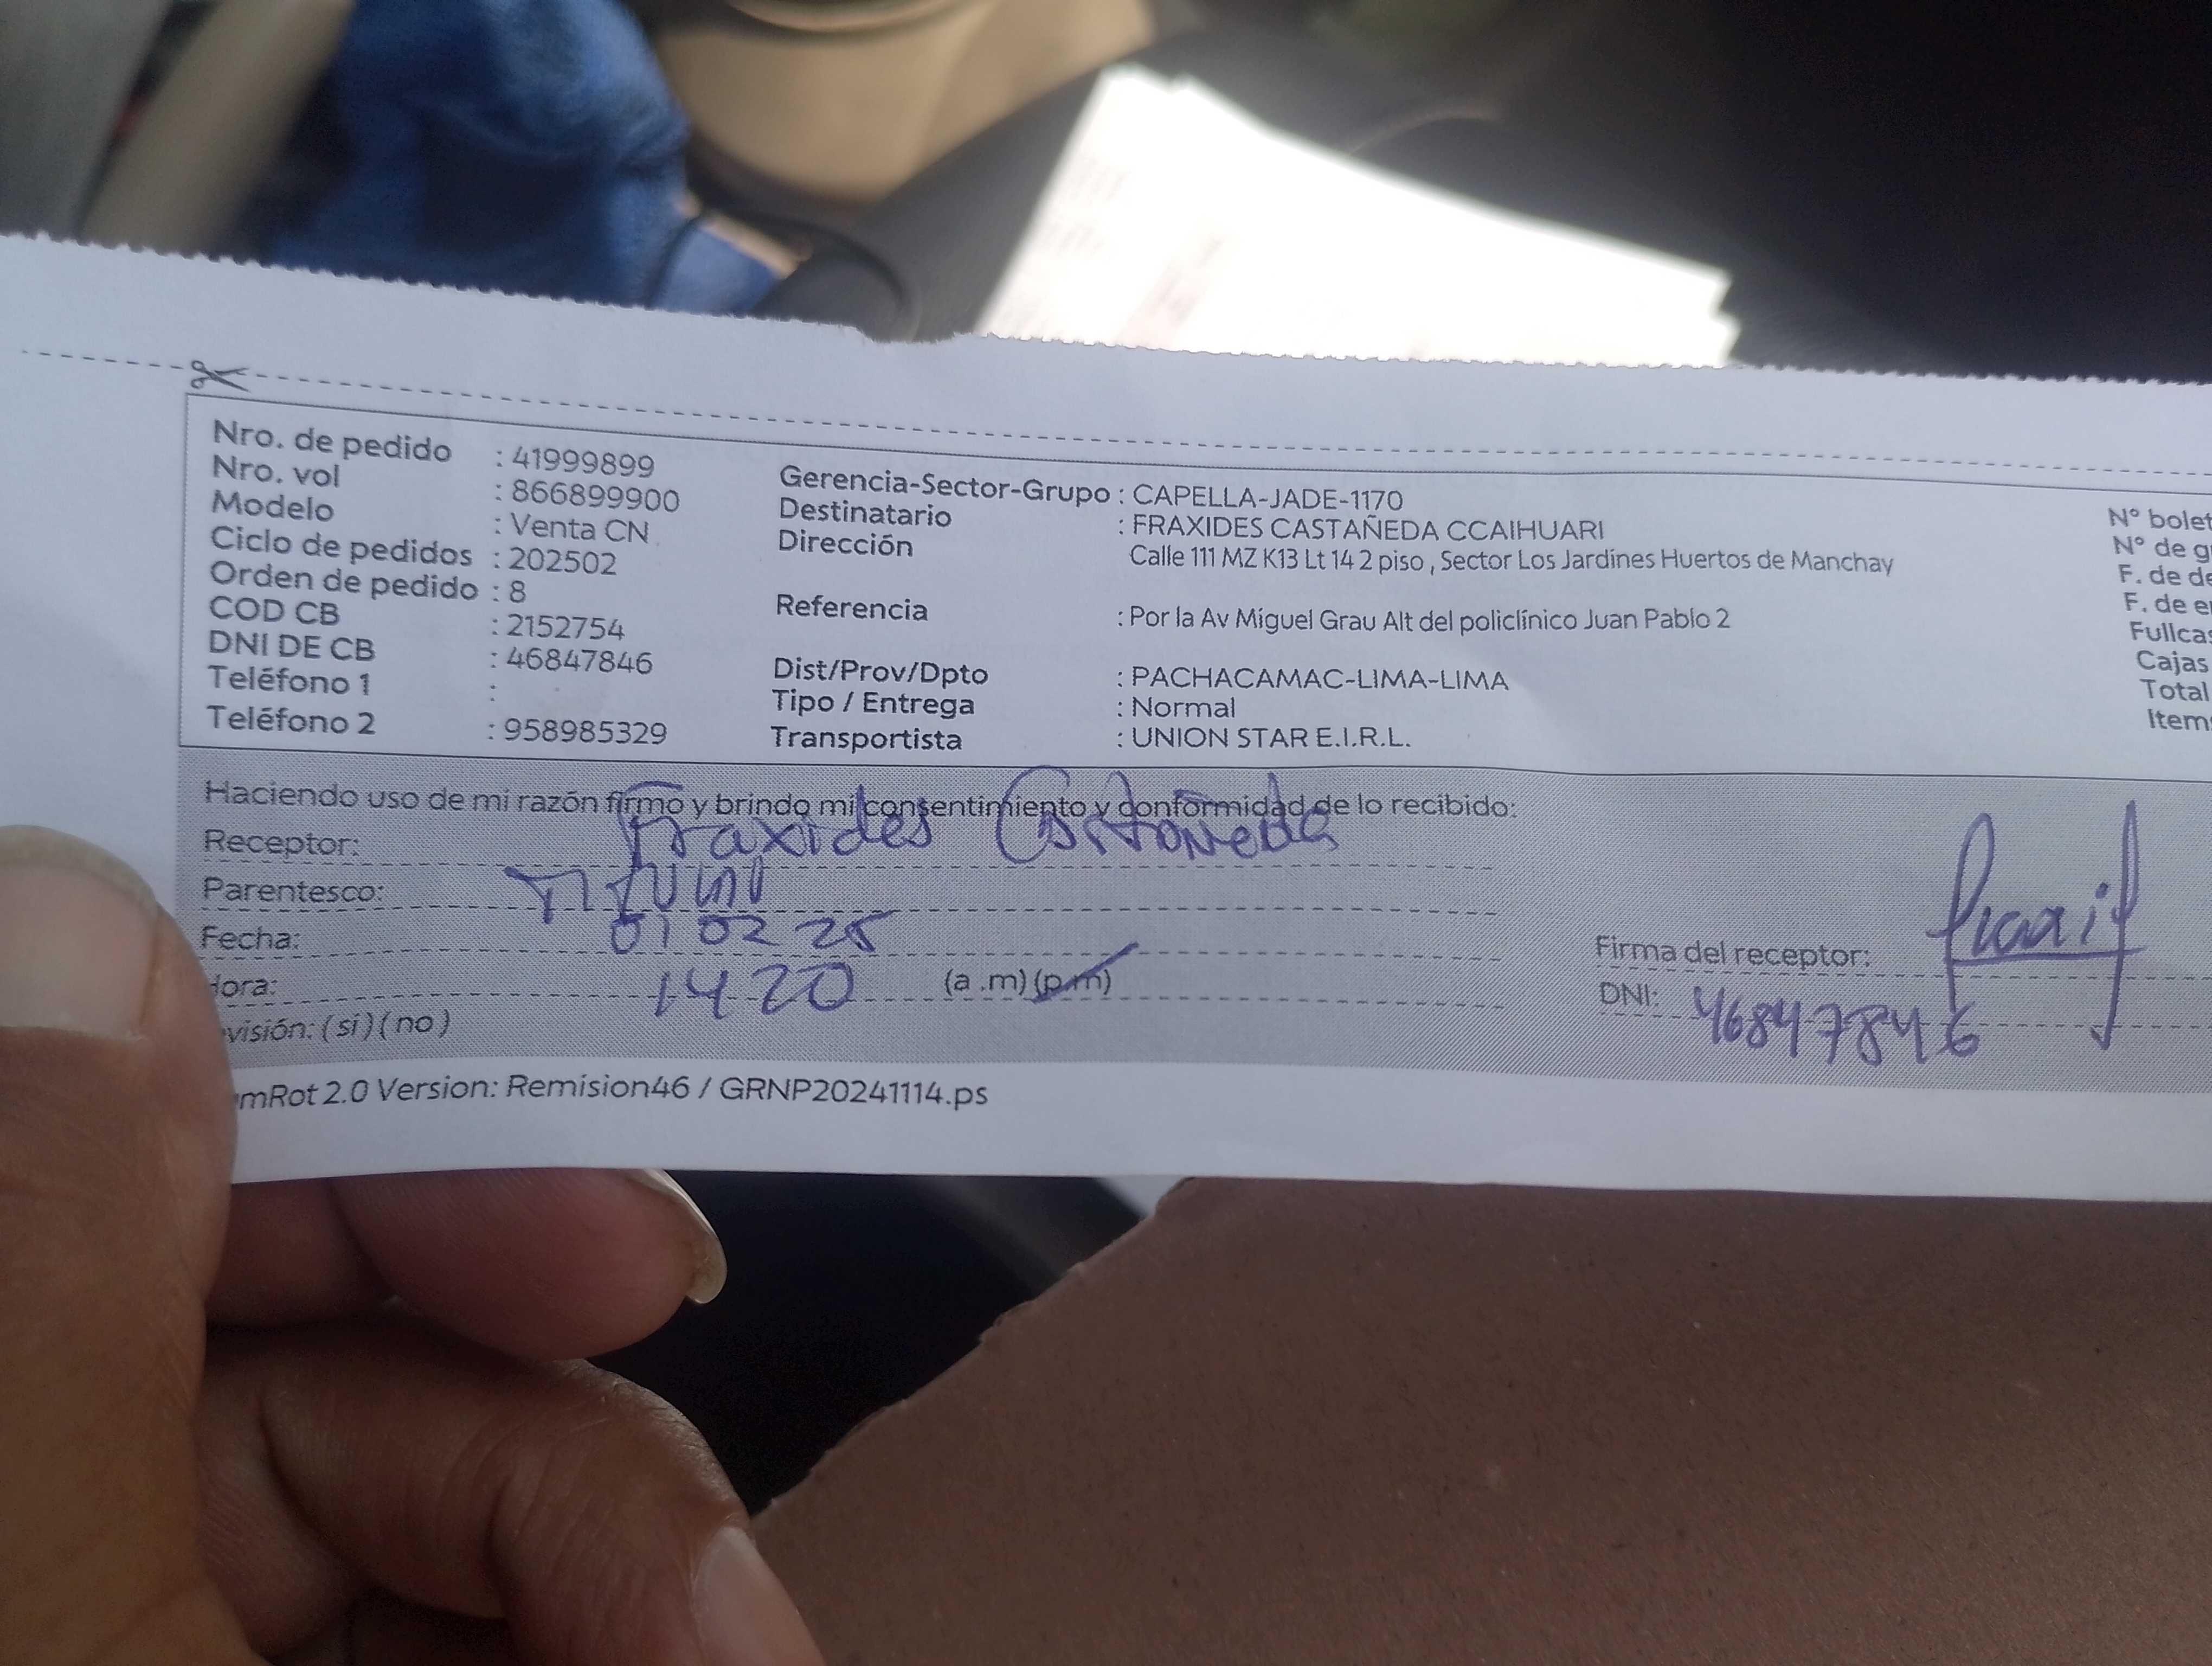 Nro. de pedido : 41999899
Nro. vol : 866899900
Modelo : Venta CN
Ciclo de pedidos : 202502
Orden de pedido : 8
COD CB : 2152754
DNI DE CB : 46847846
Teléfono 1 :
Teléfono 2 : 958985329
Gerencia-Sector-Grupo : CAPELLA-JADE-1170
Destinatario : FRAXIDES CASTAÑEDA CCAIHUARI
Dirección Calle 111 MZ K13 Lt 14 2 piso , Sector Los Jardínes Huertos de Manchay
Referencia : Por la Av Miguel Grau Alt del policlínico Juan Pablo 2
Dist/Prov/Dpto : PACHACAMAC-LIMA-LIMA
Tipo / Entrega : Normal
Transportista : UNION STAR E.I.R.L.
N° bolet
N° de g
F. de de
F. de e
Fullca
Cajas
Total
Item
Haciendo uso de mi razón firmo y brindo mi consentimiento y conformidad de lo recibido:
Receptor: Fraxides Castañeda
Parentesco:
Fecha: 01 02 25
Hora: 14 20 (a .m) (p.m)
visión: ( si ) ( no )
Firma del receptor:
DNI: 46847846
mRot 2.0 Version: Remision46 / GRNP20241114.ps